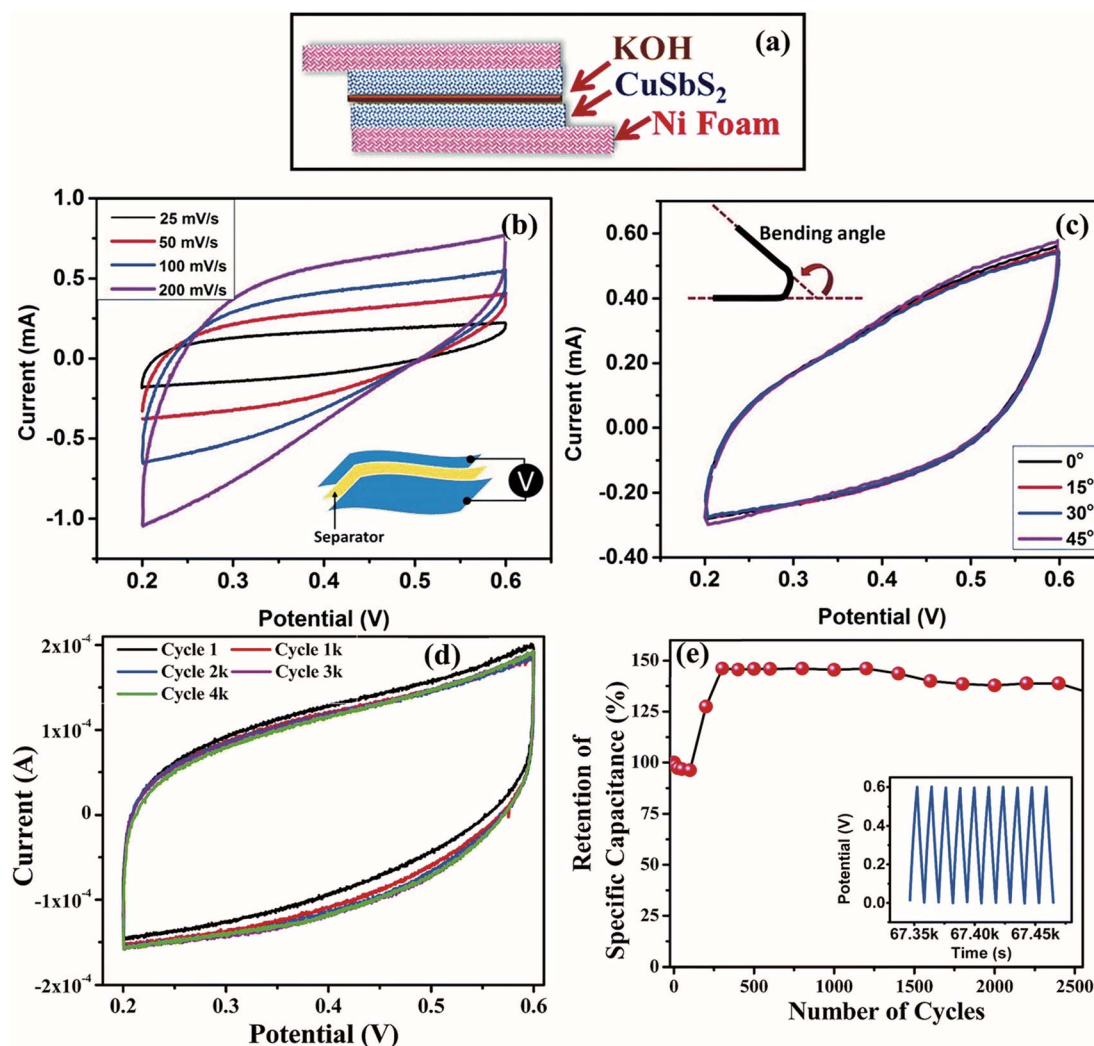 (a)
KOH
CuSbS₂
Ni Foam
(b)
25 mV/s
50 mV/s
100 mV/s
200 mV/s
Current (mA)
1.0
0.5
0.0
-0.5
-1.0
0.2 0.3 0.4 0.5 0.6
Potential (V)
Separator
V
(c)
Bending angle
Current (mA)
0.60
0.40
0.20
0.00
-0.20
-0.40
0.2 0.3 0.4 0.5 0.6
Potential (V)
0°
15°
30°
45°
(d)
Cycle 1 Cycle 1k
Cycle 2k Cycle 3k
Cycle 4k
Current (A)
2x10⁻⁴
1x10⁻⁴
0
-1x10⁻⁴
-2x10⁻⁴
0.2 0.3 0.4 0.5 0.6
Potential (V)
(e)
Retention of
Specific Capacitance (%)
150
125
100
75
50
25
0
0 500 1000 1500 2000 2500
Number of Cycles
Potential (V)
0.6
0.4
0.2
0.0
67.35k 67.40k 67.45k
Time (s)